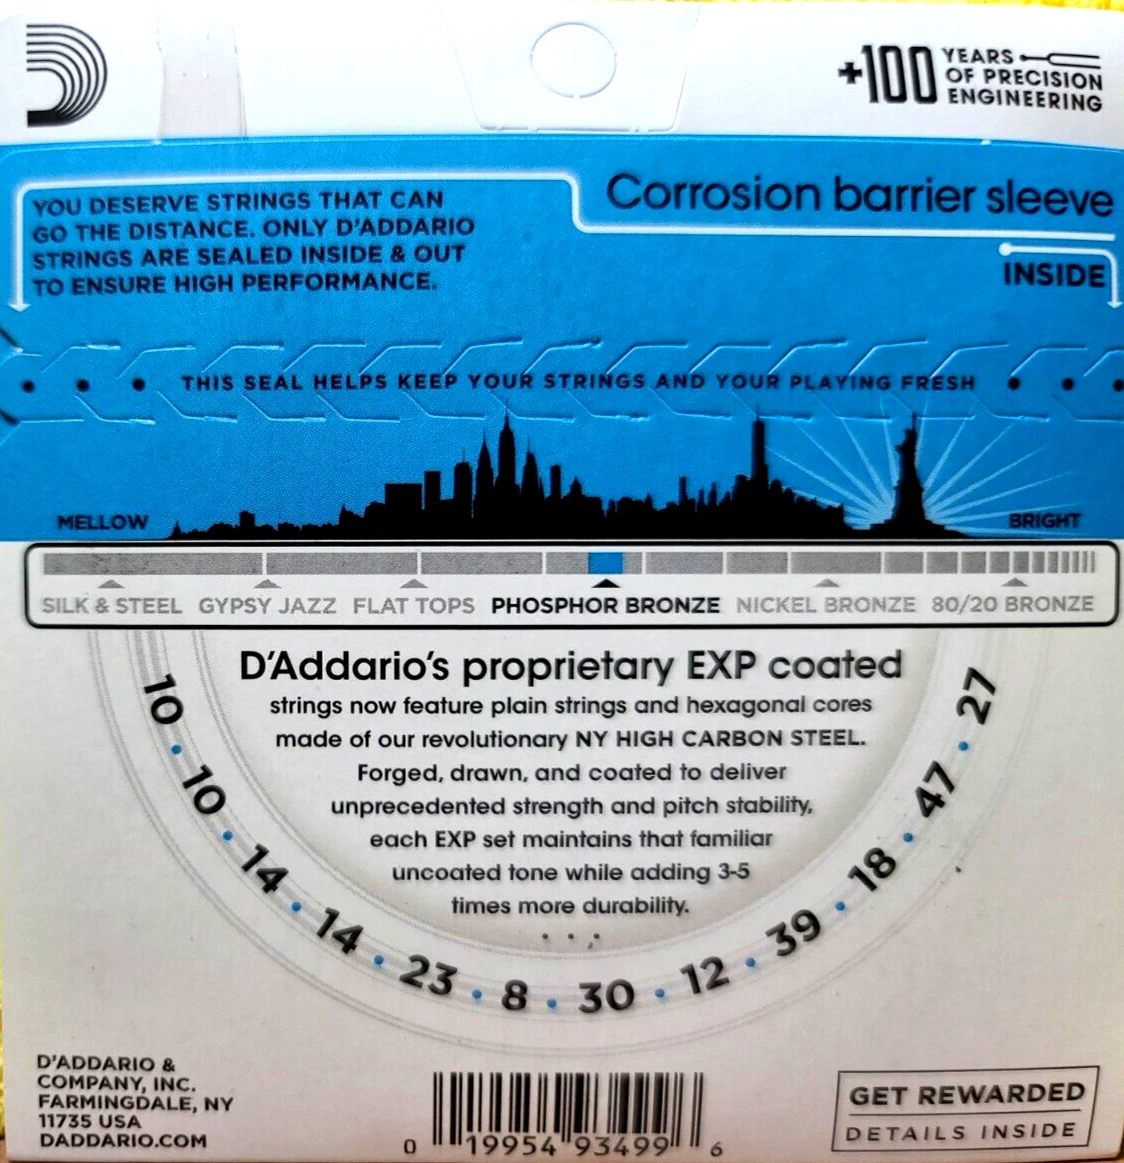 +100 YEARS
OF PRECISION
ENGINEERING
YOU DESERVE STRINGS THAT CAN
GO THE DISTANCE. ONLY D'ADDARIO
STRINGS ARE SEALED INSIDE & OUT
TO ENSURE HIGH PERFORMANCE.
Corrosion barrier sleeve
INSIDE
THIS SEAL HELPS KEEP YOUR STRINGS AND YOUR PLAYING FRESH
MELLOW
BRIGHT
SILK & STEEL GYPSY JAZZ FLAT TOPS PHOSPHOR BRONZE NICKEL BRONZE 80/20 BRONZE
D'Addario's proprietary EXP coated
strings now feature plain strings and hexagonal cores
made of our revolutionary NY HIGH CARBON STEEL.
Forged, drawn, and coated to deliver
unprecedented strength and pitch stability,
each EXP set maintains that familiar
uncoated tone while adding 3-5
times more durability.
10 • 10 • 14 • 14 • 23 • 8 • 30 • 12 • 39 • 18 • 47 • 27
D'ADDARIO &
COMPANY, INC.
FARMINGDALE, NY
11735 USA
DADDARIO.COM
0 19954 93499 6
GET REWARDED
DETAILS INSIDE